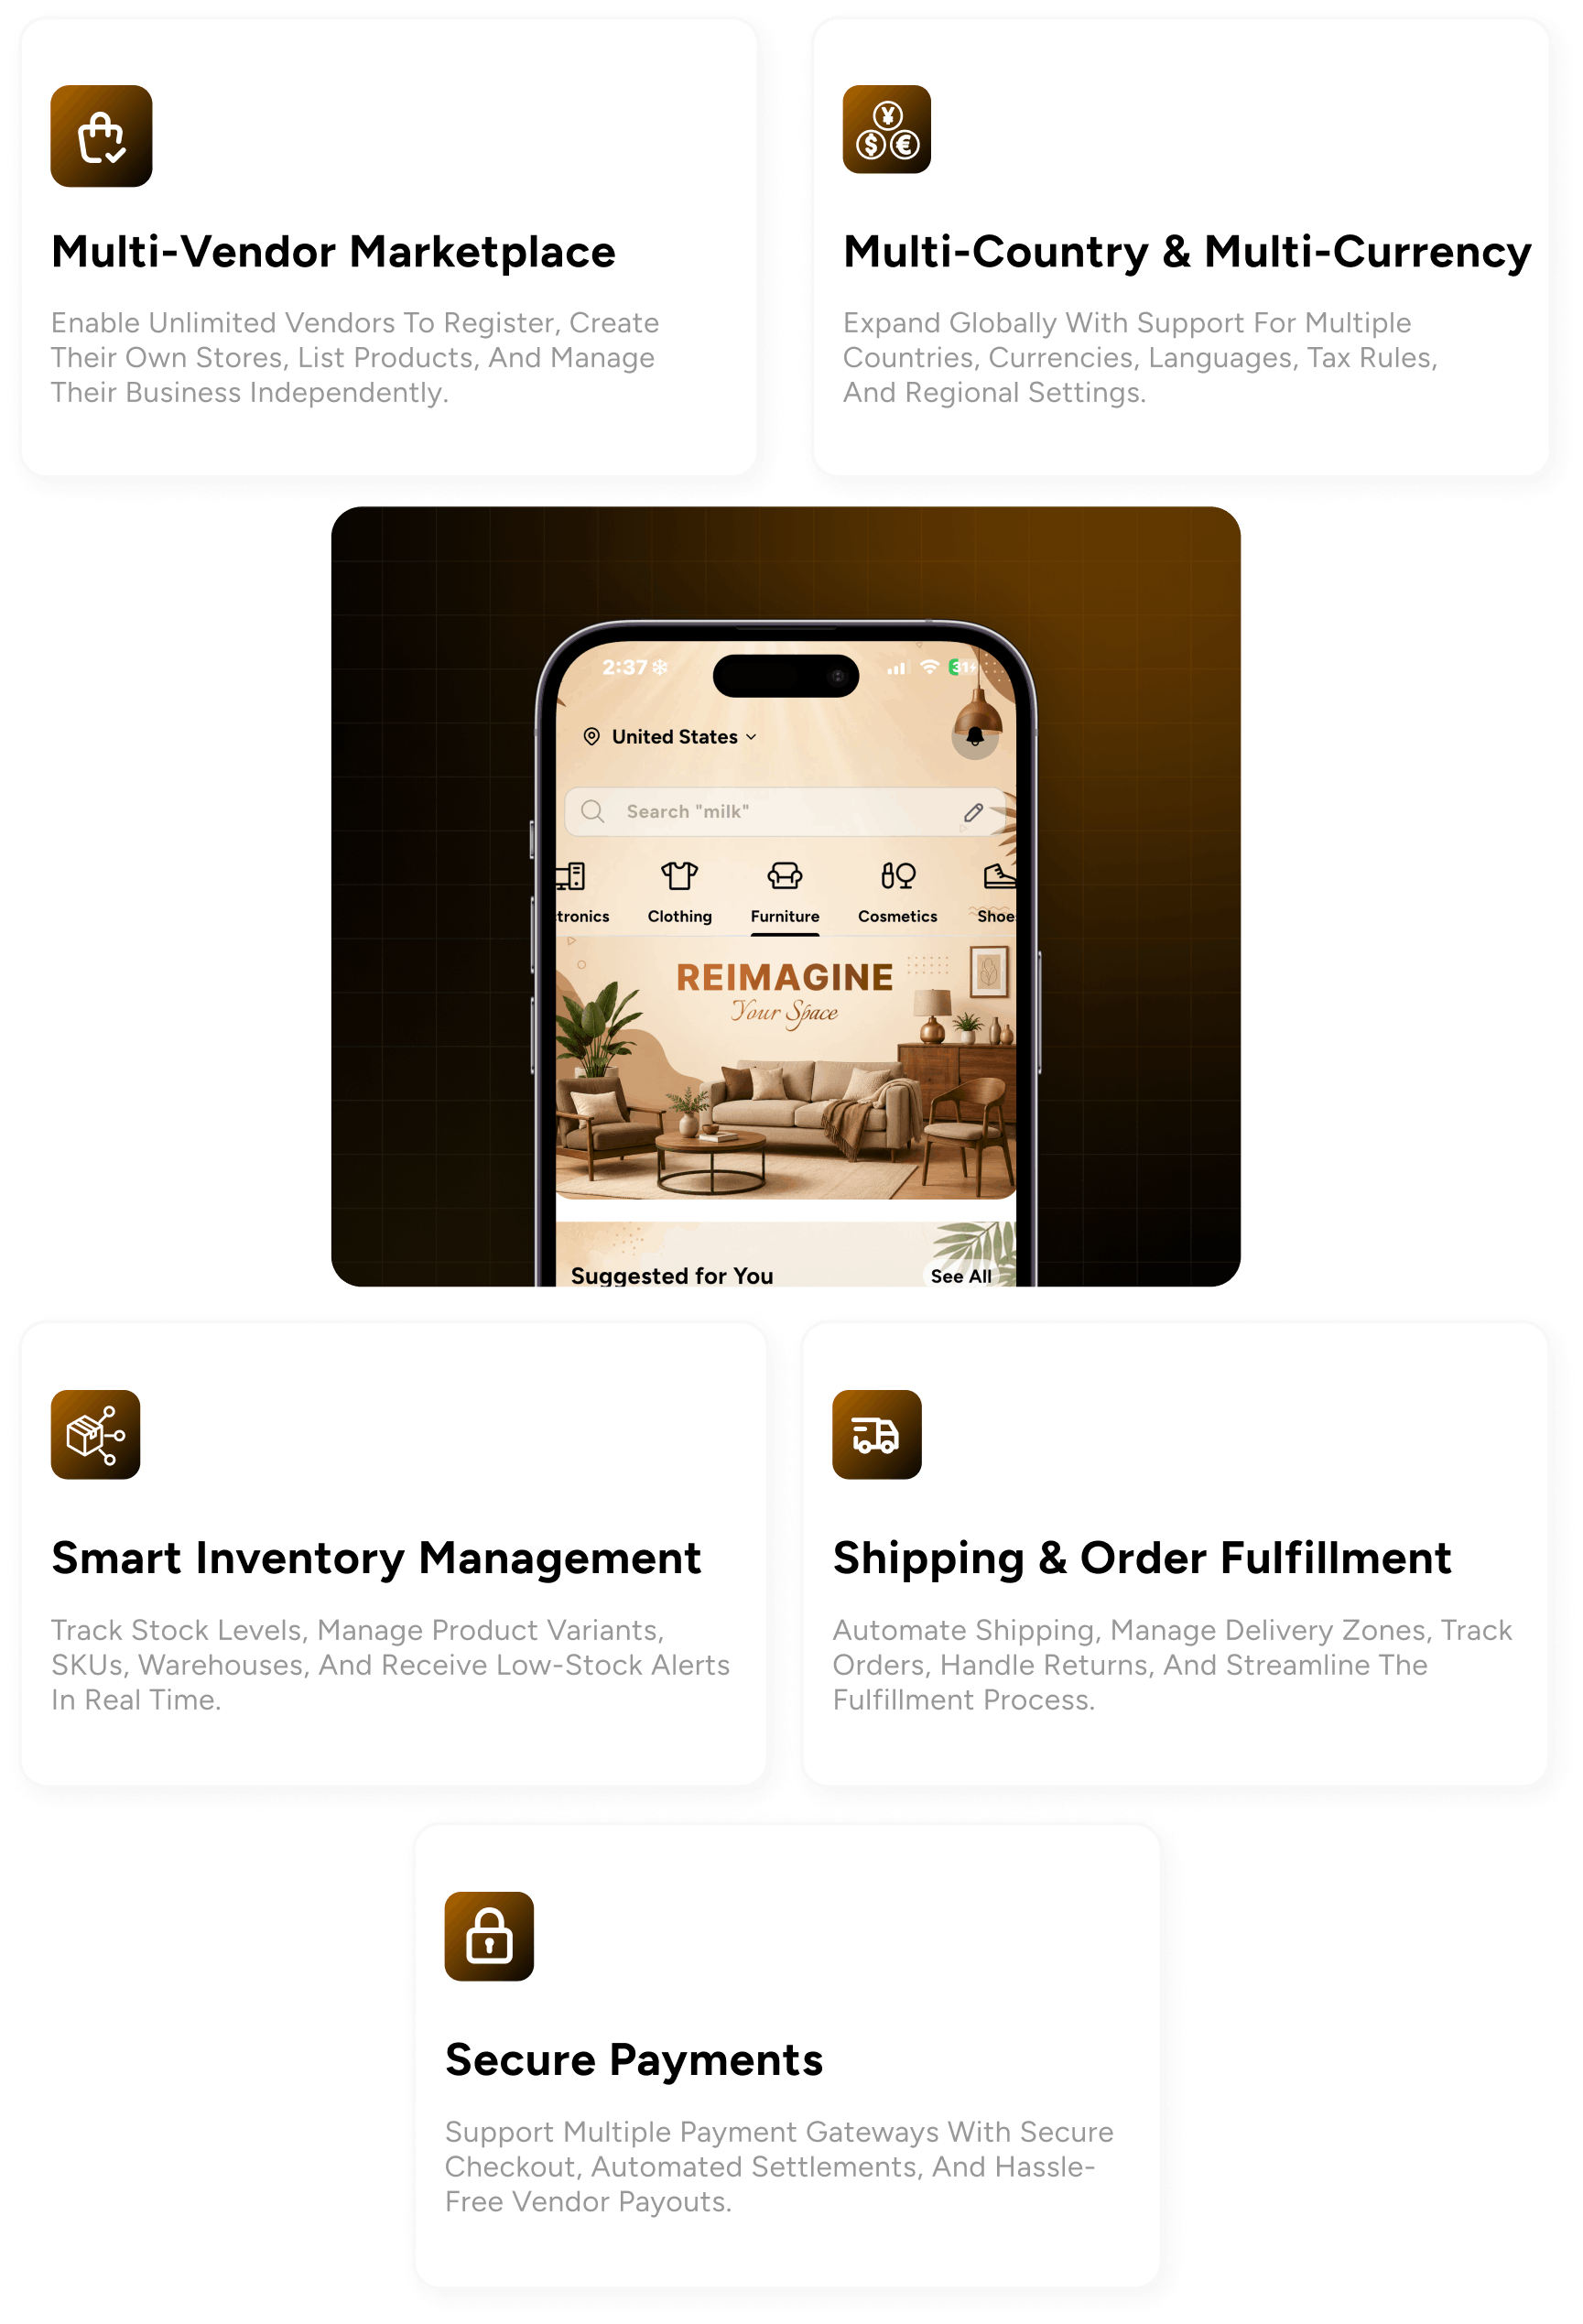 Multi-Vendor Marketplace
Enable Unlimited Vendors To Register, Create
Their Own Stores, List Products, And Manage
Their Business Independently.
Multi-Country & Multi-Currency
Expand Globally With Support For Multiple
Countries, Currencies, Languages, Tax Rules,
And Regional Settings.
2:37
31
United States
Search "milk"
tronics
Clothing
Furniture
Cosmetics
Shoe
REIMAGINE
Your Space
Suggested for You
See All
Smart Inventory Management
Track Stock Levels, Manage Product Variants,
SKUs, Warehouses, And Receive Low-Stock Alerts
In Real Time.
Shipping & Order Fulfillment
Automate Shipping, Manage Delivery Zones, Track
Orders, Handle Returns, And Streamline The
Fulfillment Process.
Secure Payments
Support Multiple Payment Gateways With Secure
Checkout, Automated Settlements, And Hassle-
Free Vendor Payouts.